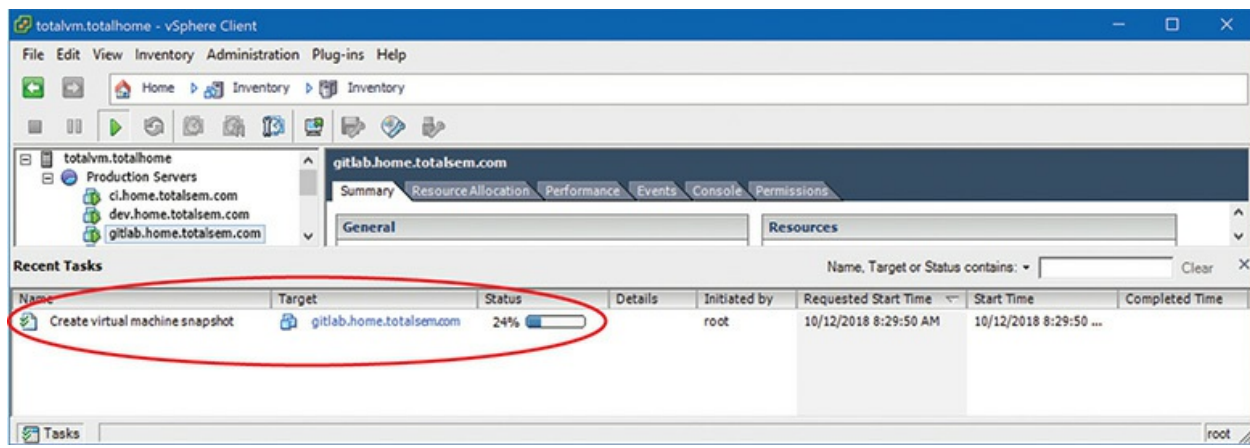 totalvm.totalhome - vSphere Client
File Edit View Inventory Administration Plug-ins Help
Home Inventory Inventory
totalvm.totalhome
Production Servers
ci.home.totalsem.com
dev.home.totalsem.com
gitlab.home.totalsem.com
gitlab.home.totalsem.com
Summary Resource Allocation Performance Events Console Permissions
General Resources
Recent Tasks Name, Target or Status contains: Clear
Name Target Status Details Initiated by Requested Start Time Start Time Completed Time
Create virtual machine snapshot gitlab.home.totalsem.com 24% root 10/12/2018 8:29:50 AM 10/12/2018 8:29:50 ...
Tasks root